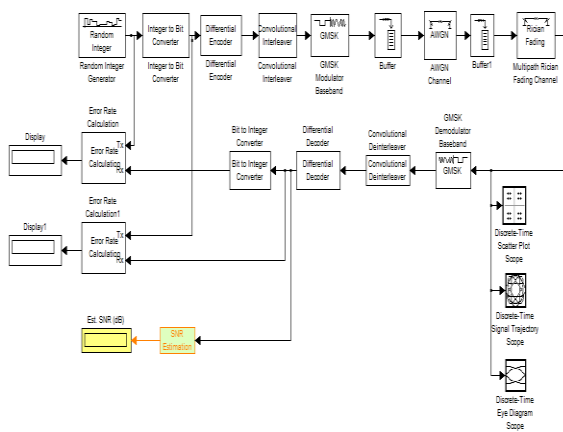 Random
Integer
Random Integer
Generator
Integer to Bit
Converter
Integer to Bit
Converter
Differential
Encoder
Differential
Encoder
Convolutional
Interleaver
Convolutional
Interleaver
GMSK
GMSK
Modulator
Baseband
Buffer
AWGN
AWGN
Channel
Buffer1
Rician
Fading
Multipath Rician
Fading Channel
Error Rate
Calculation
Display
Tx
Error Rate
Calculation
Rx
Bit to Integer
Converter
Bit to Integer
Converter
Differential
Decoder
Differential
Decoder
Convolutional
Deinterleaver
Convolutional
Deinterleaver
GMSK
Demodulator
Baseband
GMSK
Error Rate
Calculation1
Display1
Tx
Error Rate
Calculation
Rx
Discrete-Time
Scatter Plot
Scope
Discrete-Time
Signal Trajectory
Scope
Est. SNR (dB)
SNR
Estimation
Discrete-Time
Eye Diagram
Scope